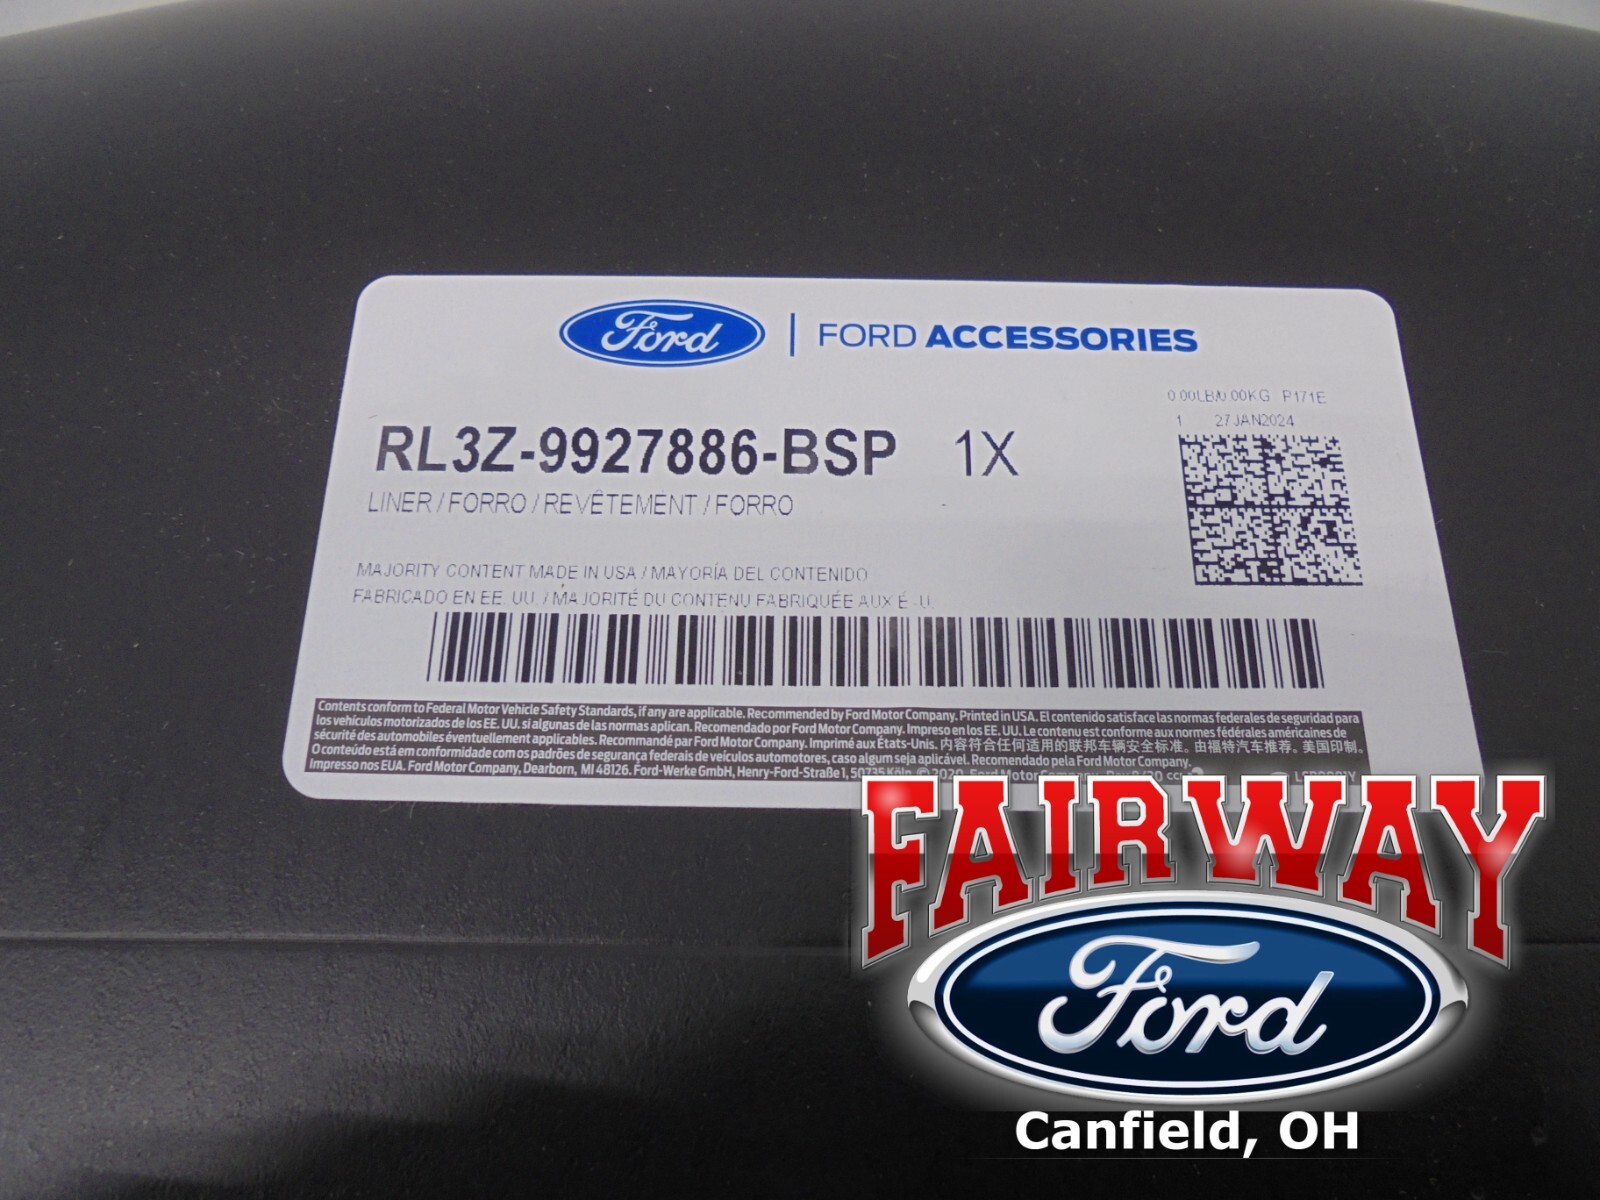 Ford | FORD ACCESSORIES
0.00LB/0.00KG P171E
1 27JAN2024
RL3Z-9927886-BSP 1X
LINER / FORRO / REVÊTEMENT / FORRO
MAJORITY CONTENT MADE IN USA / MAYORÍA DEL CONTENIDO
FABRICADO EN EE. UU. / MAJORITÉ DU CONTENU FABRIQUÉE AUX É.-U.
Contents conform to Federal Motor Vehicle Safety Standards, if any are applicable. Recommended by Ford Motor Company. Printed in USA. El contenido satisface las normas federales de seguridad para
los vehículos motorizados de los EE. UU. si algunas de las normas aplican. Recomendado por Ford Motor Company. Impreso en los EE. UU. Le contenu est conforme aux normes fédérales américaines de
sécurité des automobiles éventuellement applicables. Recommandé par Ford Motor Company. Imprimé aux États-Unis. 内容符合任何适用的联邦车辆安全标准。由福特汽车推荐。美国印制。
O conteúdo está em conformidade com os padrões de segurança federais de veículos automotores, caso algum seja aplicável. Recomendado pela Ford Motor Company.
Impresso nos EUA. Ford Motor Company, Dearborn, MI 48126. Ford-Werke GmbH, Henry-Ford-Straße 1, 50735 Köln © 2020, Ford Motor Company
FAIRWAY
Ford
Canfield, OH